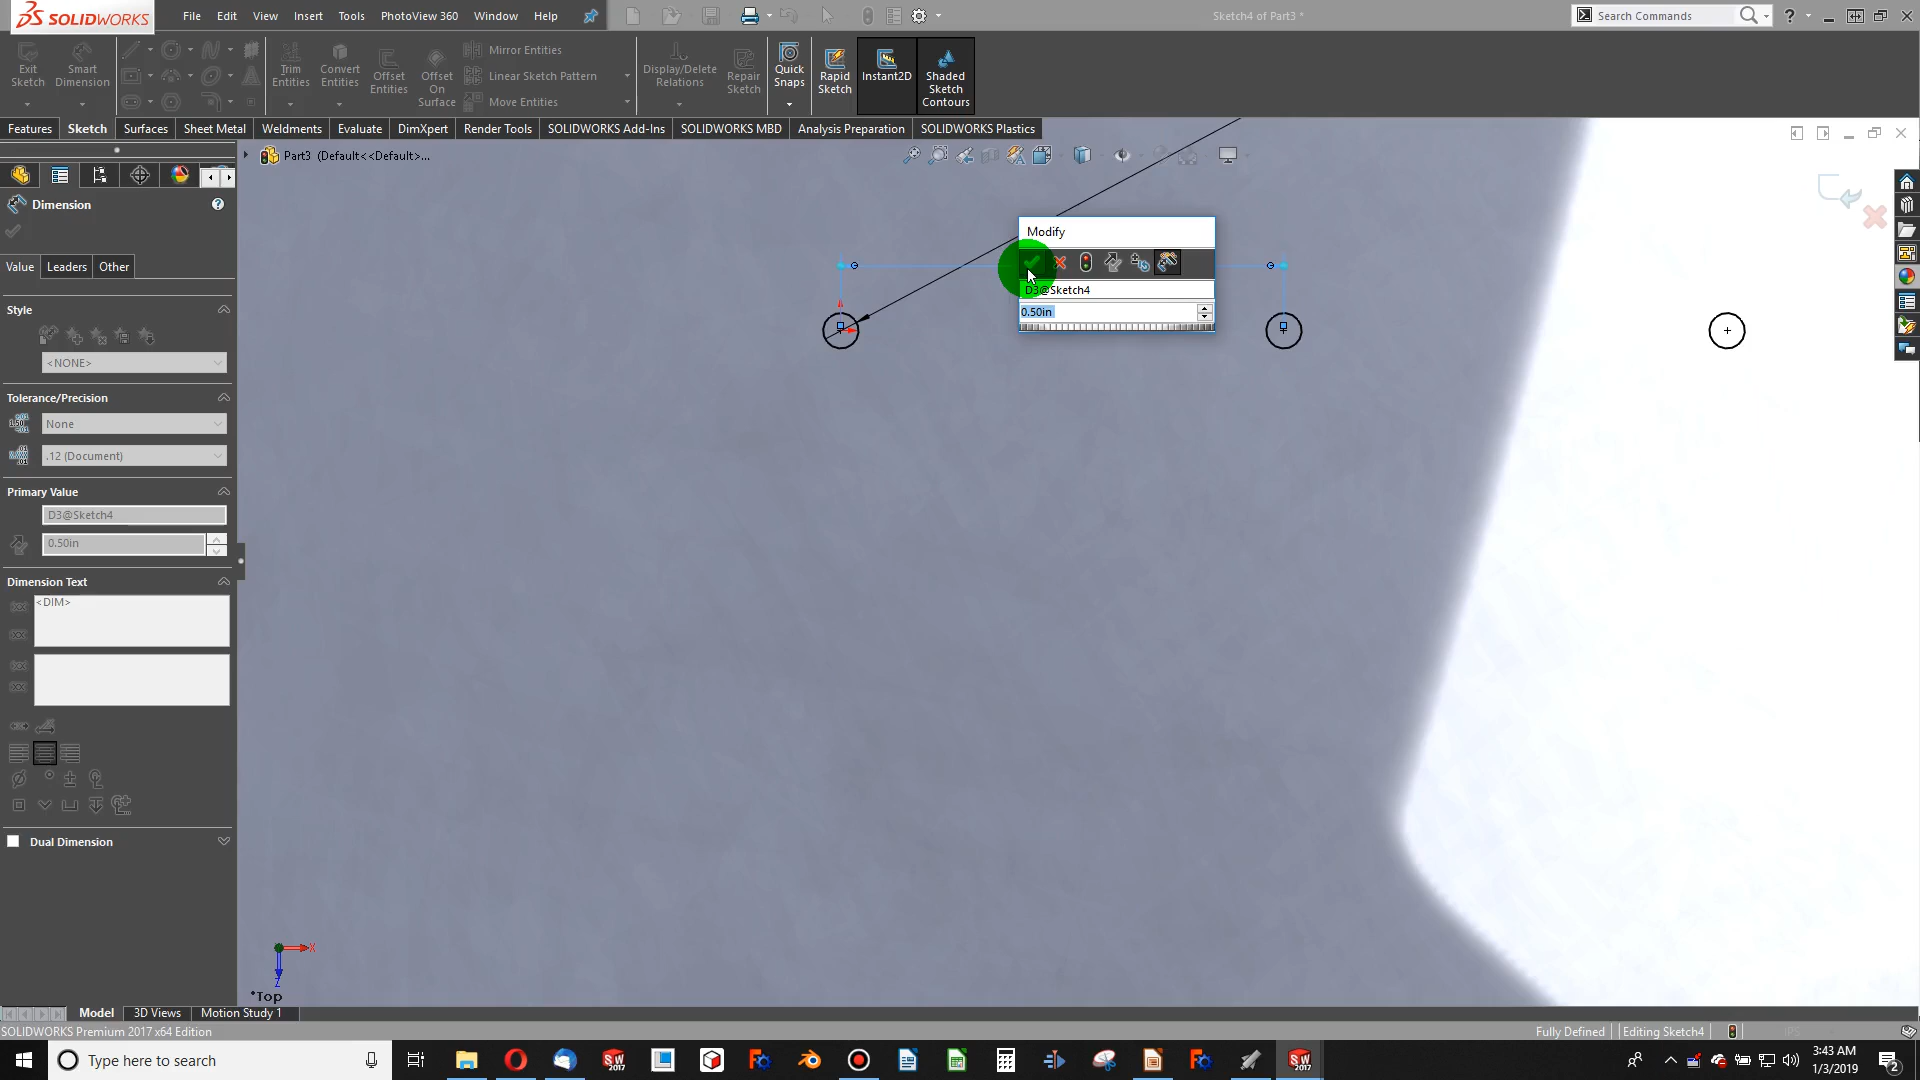 SOLIDWORKS
File Edit View Insert Tools PhotoView 360 Window Help
Sketch4 of Part3 *
Search Commands
Exit Sketch
Smart Dimension
Trim Entities
Convert Entities
Offset Entities
Offset On Surface
Mirror Entities
Linear Sketch Pattern
Move Entities
Display/Delete Relations
Repair Sketch
Quick Snaps
Rapid Sketch
Instant2D
Shaded Sketch Contours
Features Sketch Surfaces Sheet Metal Weldments Evaluate DimXpert Render Tools SOLIDWORKS Add-Ins SOLIDWORKS MBD Analysis Preparation SOLIDWORKS Plastics
Part3 (Default<<Default>...
Dimension
Value Leaders Other
Style
<NONE>
Tolerance/Precision
None
.12 (Document)
Primary Value
D3@Sketch4
0.50in
Dimension Text
<DIM>
Dual Dimension
Modify
D3@Sketch4
0.50in
X
Z
*Top
Model 3D Views Motion Study 1
SOLIDWORKS Premium 2017 x64 Edition
Fully Defined Editing Sketch4 IPS
Type here to search
3:43 AM
1/3/2019
2